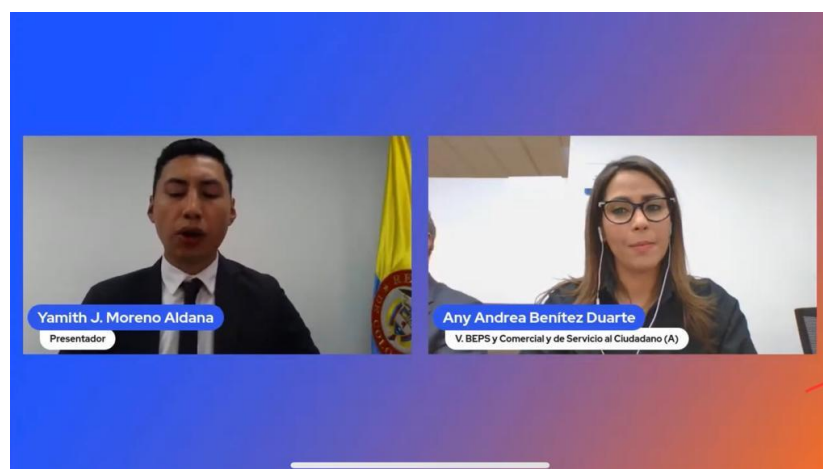 Yamith J. Moreno Aldana
Presentador
Any Andrea Benítez Duarte
V. BEPS y Comercial y de Servicio al Ciudadano (A)